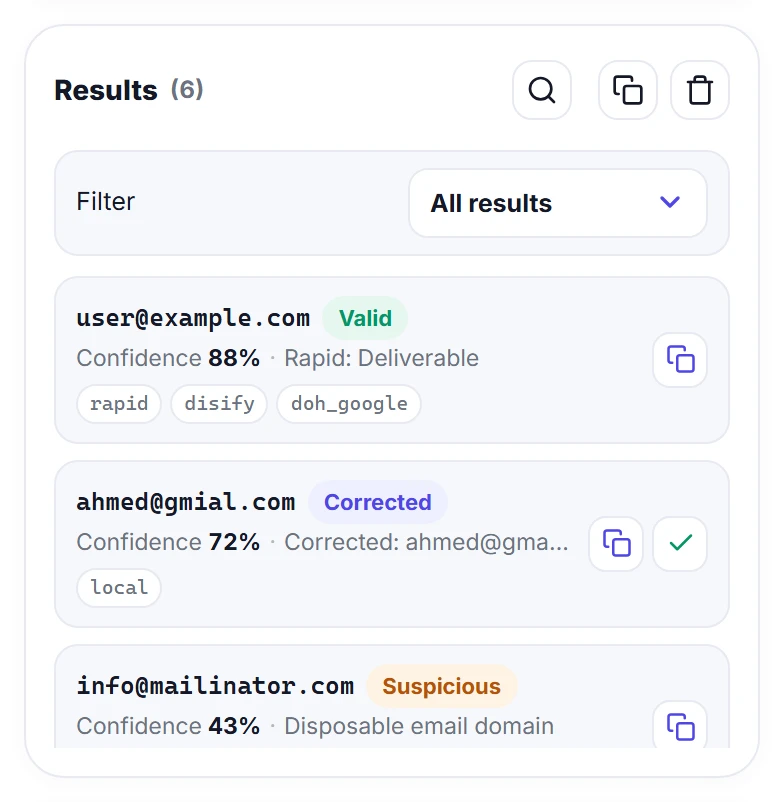 Results (6)
Filter
All results
user@example.com Valid
Confidence 88% · Rapid: Deliverable
rapid disify doh_google
ahmed@gmial.com Corrected
Confidence 72% · Corrected: ahmed@gma...
local
info@mailinator.com Suspicious
Confidence 43% · Disposable email domain